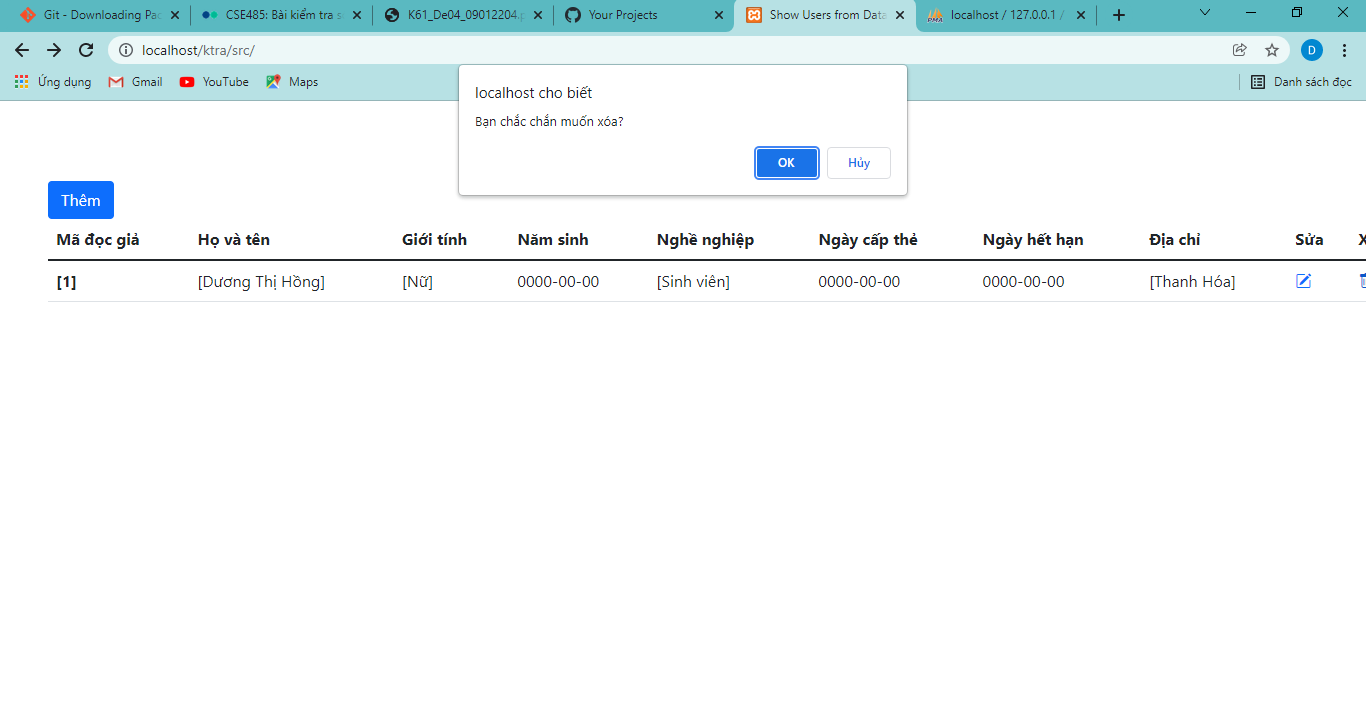 Git - Downloading Pac
CSE485: Bài kiểm tra s
K61_De04_09012204.p
Your Projects
Show Users from Data
localhost / 127.0.0.1 /
localhost/ktra/src/
D
Ứng dụng
Gmail
YouTube
Maps
Danh sách đọc
localhost cho biết
Bạn chắc chắn muốn xóa?
OK
Hủy
Thêm
Mã đọc giả Họ và tên Giới tính Năm sinh Nghề nghiệp Ngày cấp thẻ Ngày hết hạn Địa chỉ Sửa X
[1] [Dương Thị Hồng] [Nữ] 0000-00-00 [Sinh viên] 0000-00-00 0000-00-00 [Thanh Hóa]